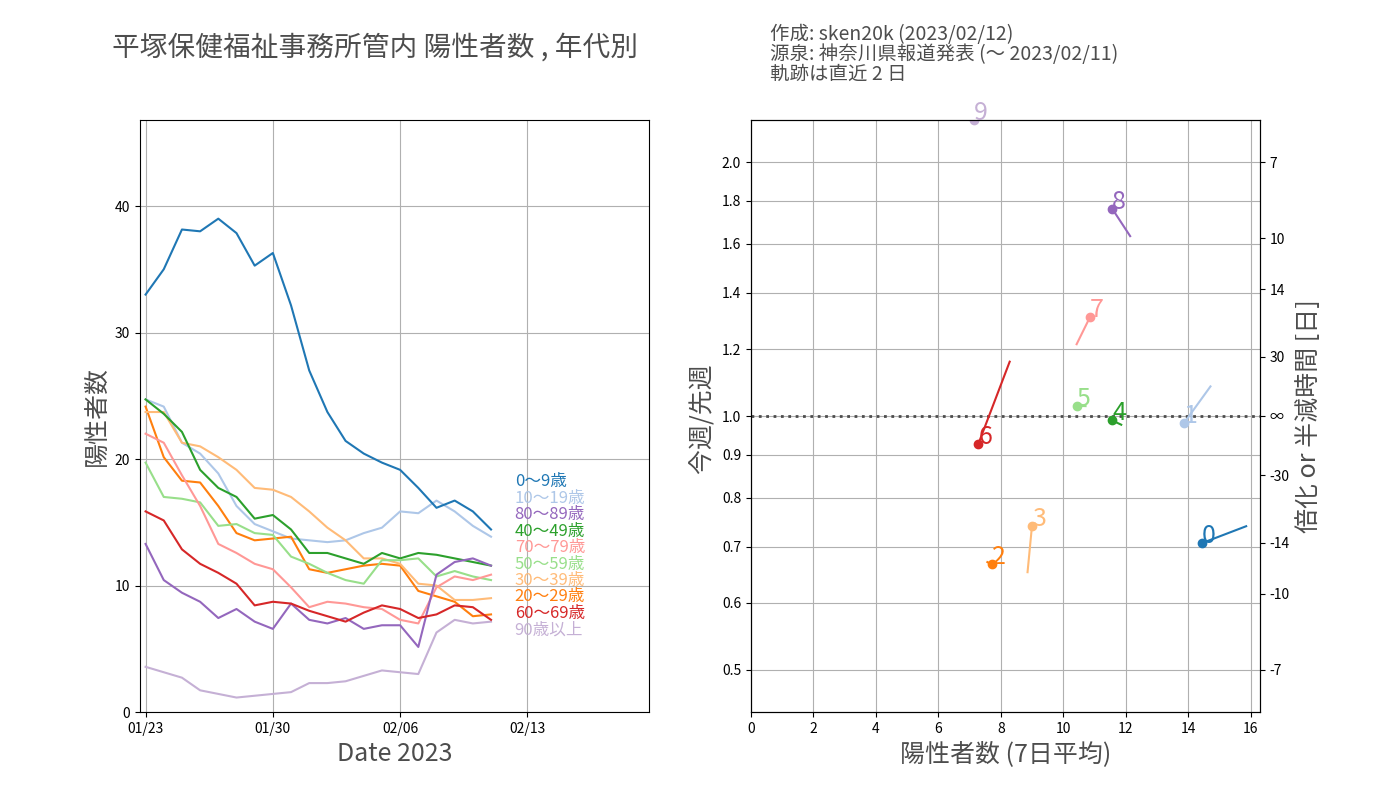 平塚保健福祉事務所管内 陽性者数 , 年代別
作成: sken20k (2023/02/12)
源泉: 神奈川県報道発表 (〜 2023/02/11)
軌跡は直近 2 日
陽性者数
40
30
20
10
0
01/23
01/30
02/06
02/13
Date 2023
0〜9歳
10〜19歳
80〜89歳
40〜49歳
70〜79歳
50〜59歳
30〜39歳
20〜29歳
60〜69歳
90歳以上
今週/先週
2.0
1.8
1.6
1.4
1.2
1.0
0.9
0.8
0.7
0.6
0.5
9
8
7
5
4
1
6
3
0
2
0
2
4
6
8
10
12
14
16
陽性者数 (7日平均)
7
10
14
30
∞
-30
-14
-10
-7
倍化 or 半減時間 [日]